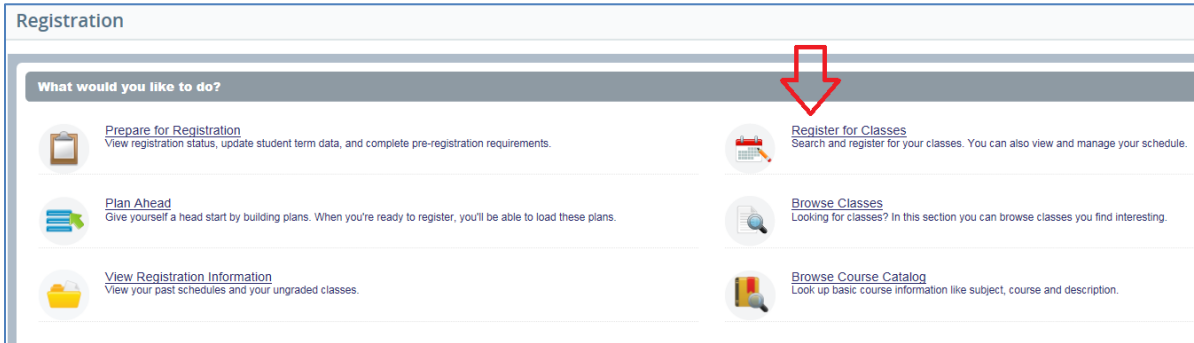 Registration
What would you like to do?
Prepare for Registration
View registration status, update student term data, and complete pre-registration requirements.
Register for Classes
Search and register for your classes. You can also view and manage your schedule.
Plan Ahead
Give yourself a head start by building plans. When you're ready to register, you'll be able to load these plans.
Browse Classes
Looking for classes? In this section you can browse classes you find interesting.
View Registration Information
View your past schedules and your ungraded classes.
Browse Course Catalog
Look up basic course information like subject, course and description.